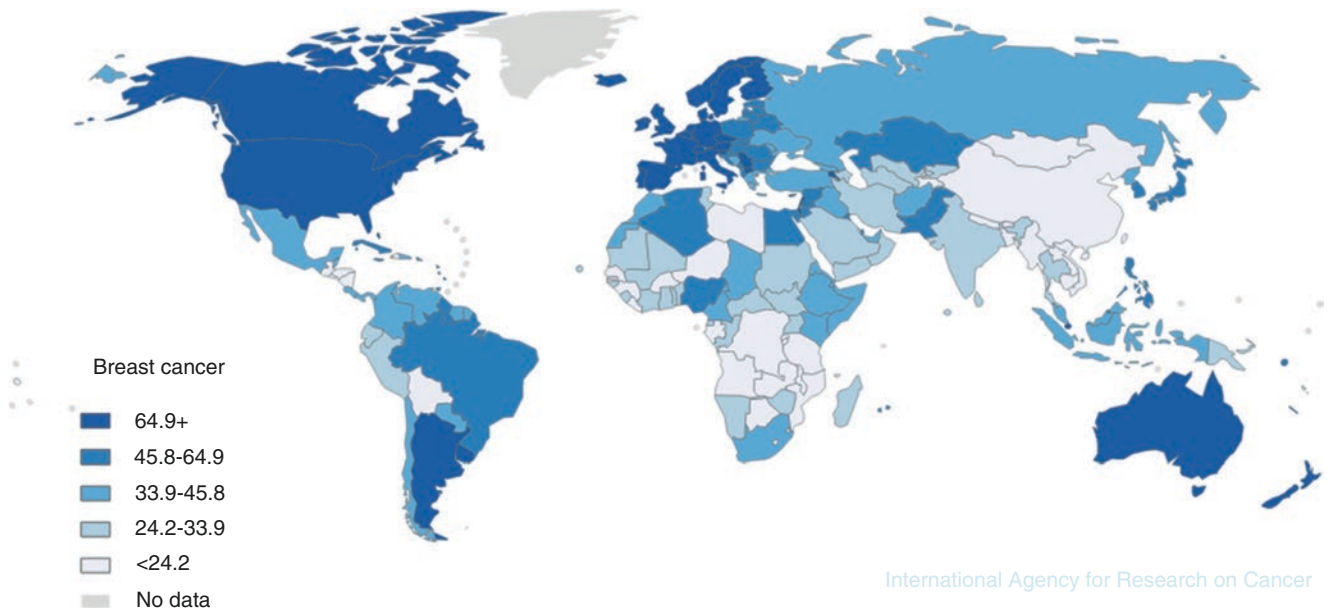 Breast cancer
64.9+
45.8-64.9
33.9-45.8
24.2-33.9
<24.2
No data
International Agency for Research on Cancer